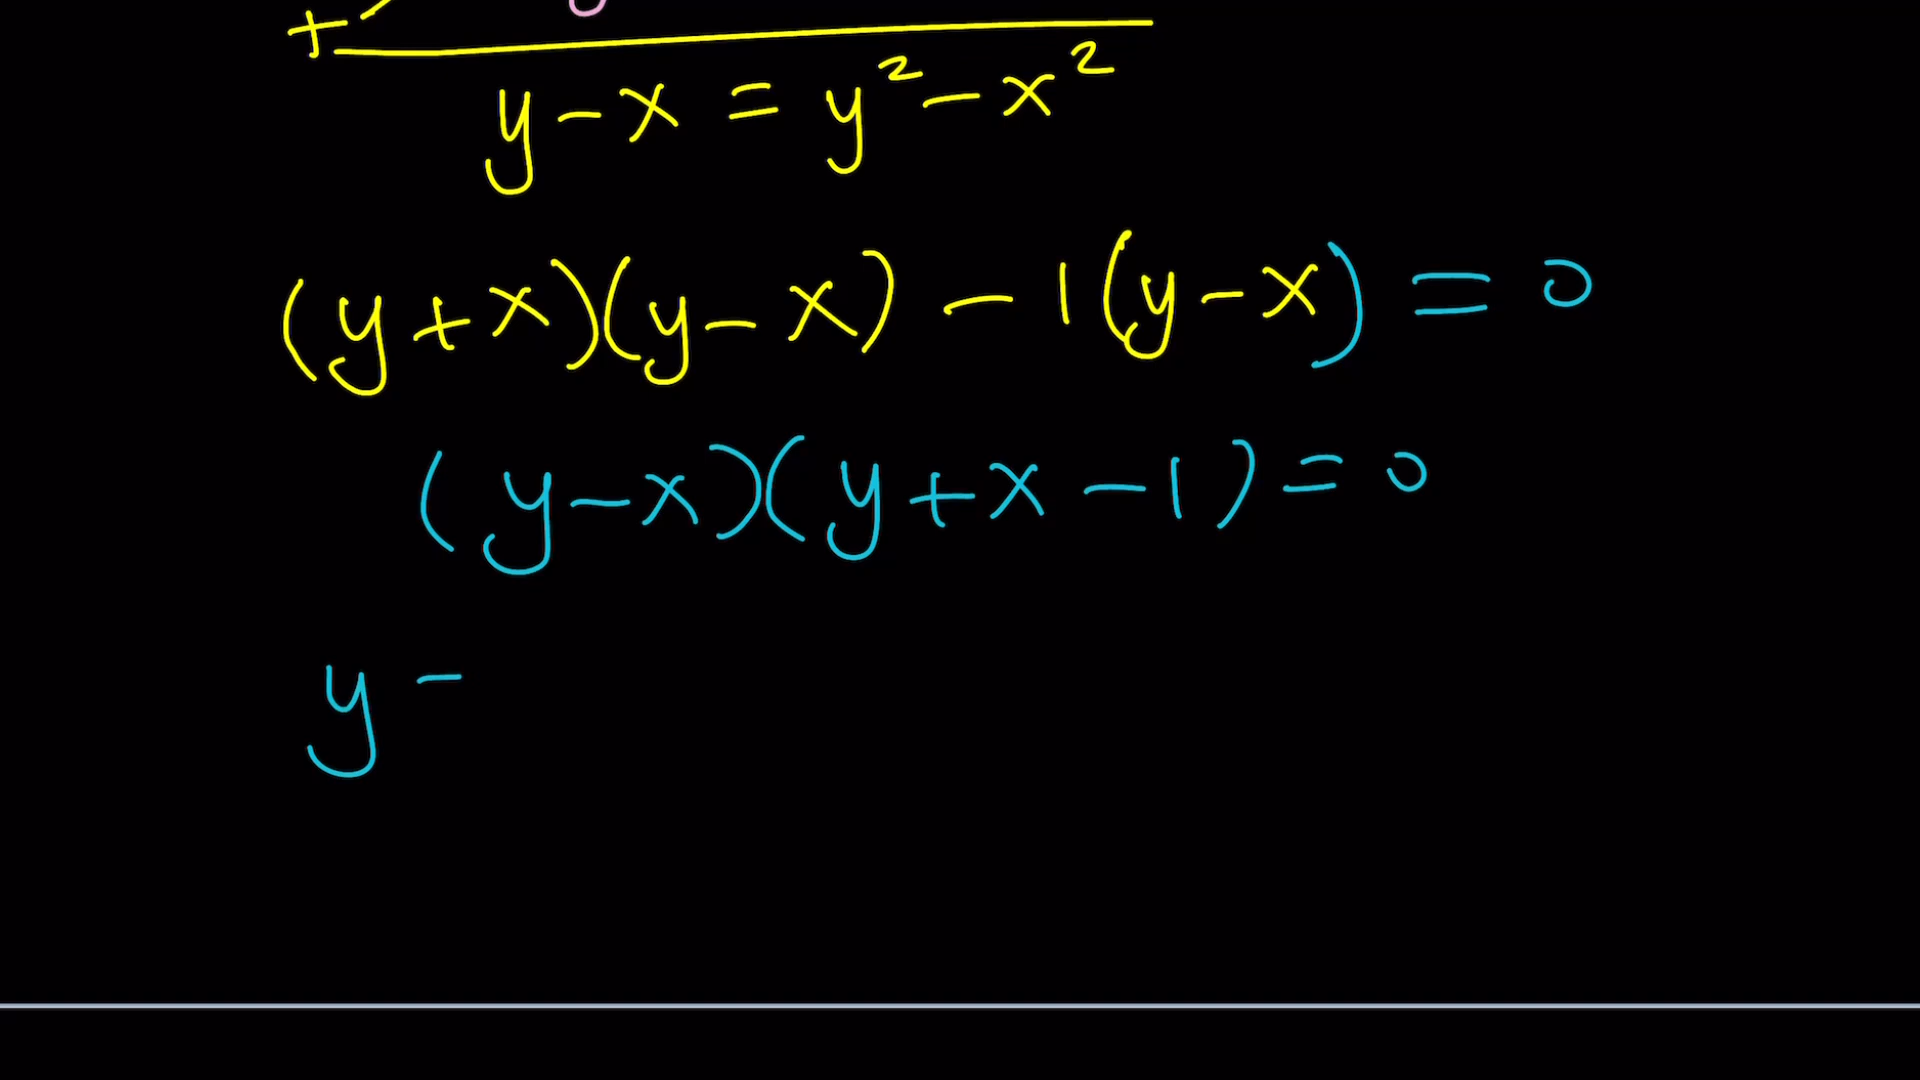 +
y - x = y² - x²
(y + x)(y - x) - 1(y - x) = 0
(y - x)(y + x - 1) = 0
y -